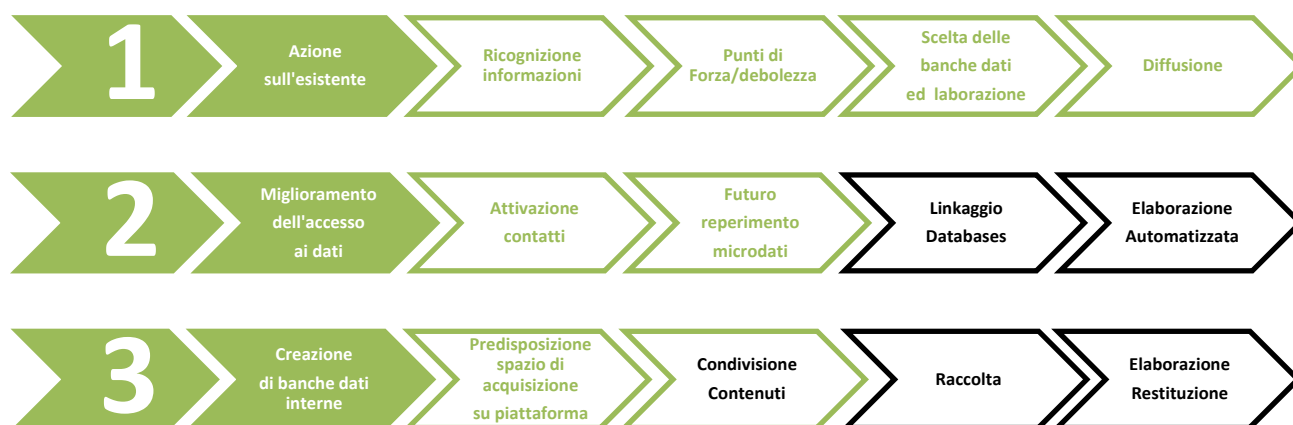 1
Azione
sull'esistente
Ricognizione
informazioni
Punti di
Forza/debolezza
Scelta delle
banche dati
ed laborazione
Diffusione
2
Miglioramento
dell'accesso
ai dati
Attivazione
contatti
Futuro
reperimento
microdati
Linkaggio
Databases
Elaborazione
Automatizzata
3
Creazione
di banche dati
interne
Predisposizione
spazio di
acquisizione
su piattaforma
Condivisione
Contenuti
Raccolta
Elaborazione
Restituzione